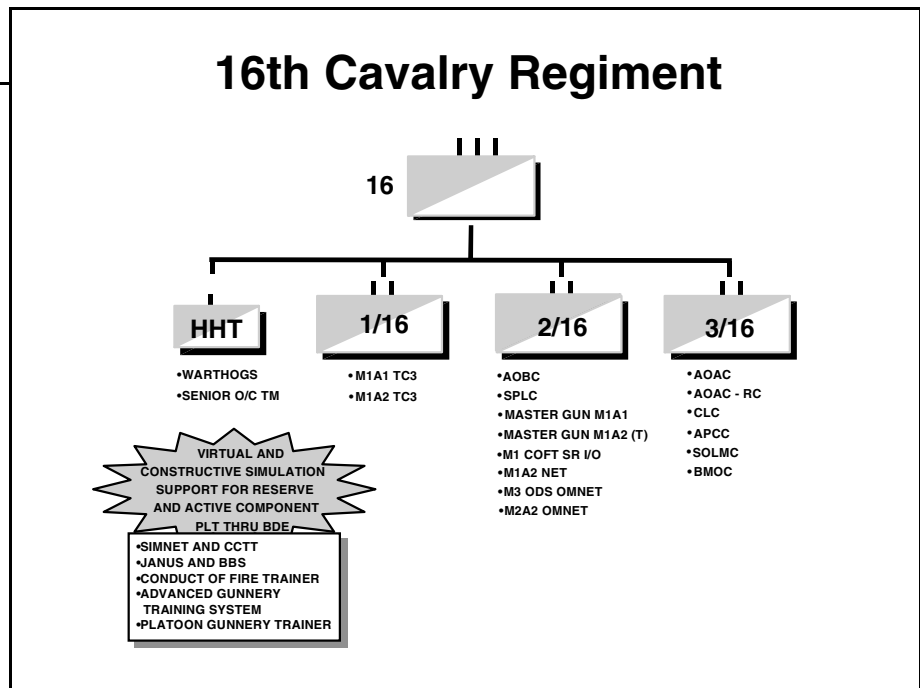 16th Cavalry Regiment
16
HHT
•WARTHOGS
•SENIOR O/C TM
1/16
•M1A1 TC3
•M1A2 TC3
2/16
•AOBC
•SPLC
•MASTER GUN M1A1
•MASTER GUN M1A2 (T)
•M1 COFT SR I/O
•M1A2 NET
•M3 ODS OMNET
•M2A2 OMNET
3/16
•AOAC
•AOAC - RC
•CLC
•APCC
•SOLMC
•BMOC
VIRTUAL AND
CONSTRUCTIVE SIMULATION
SUPPORT FOR RESERVE
AND ACTIVE COMPONENT
PLT THRU BDE
•SIMNET AND CCTT
•JANUS AND BBS
•CONDUCT OF FIRE TRAINER
•ADVANCED GUNNERY
TRAINING SYSTEM
•PLATOON GUNNERY TRAINER